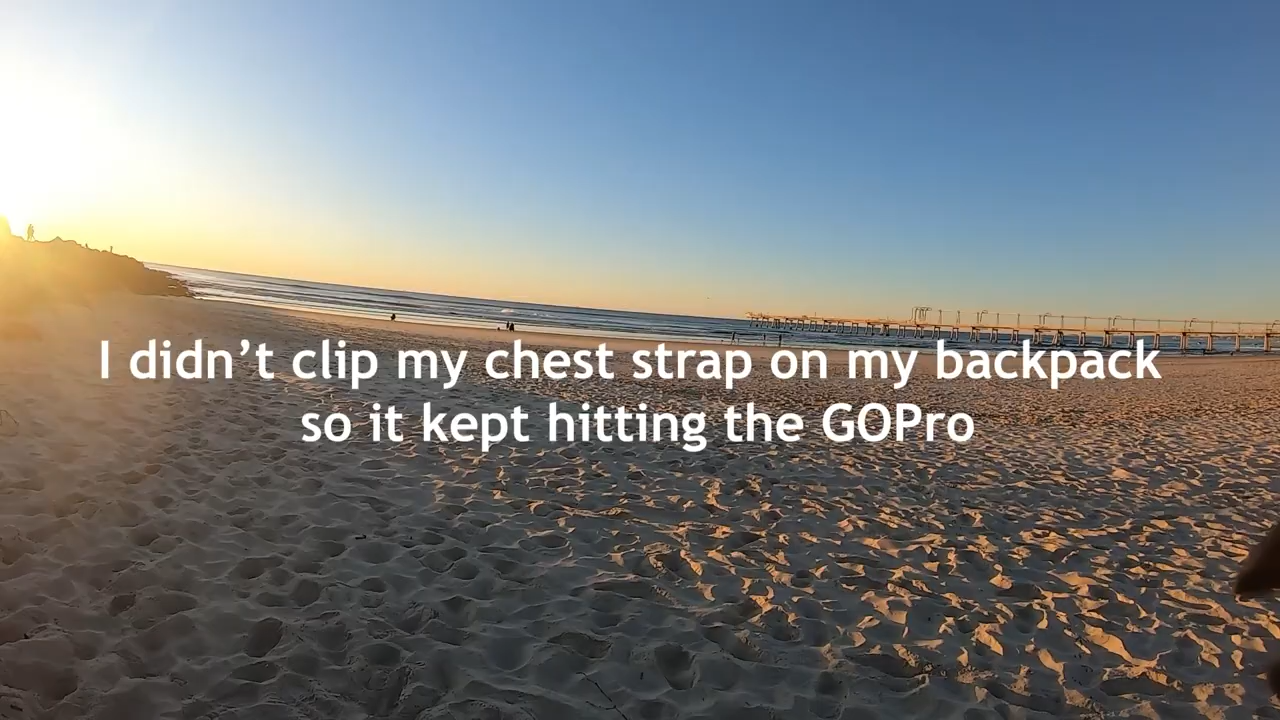 I didn’t clip my chest strap on my backpack
so it kept hitting the GOPro